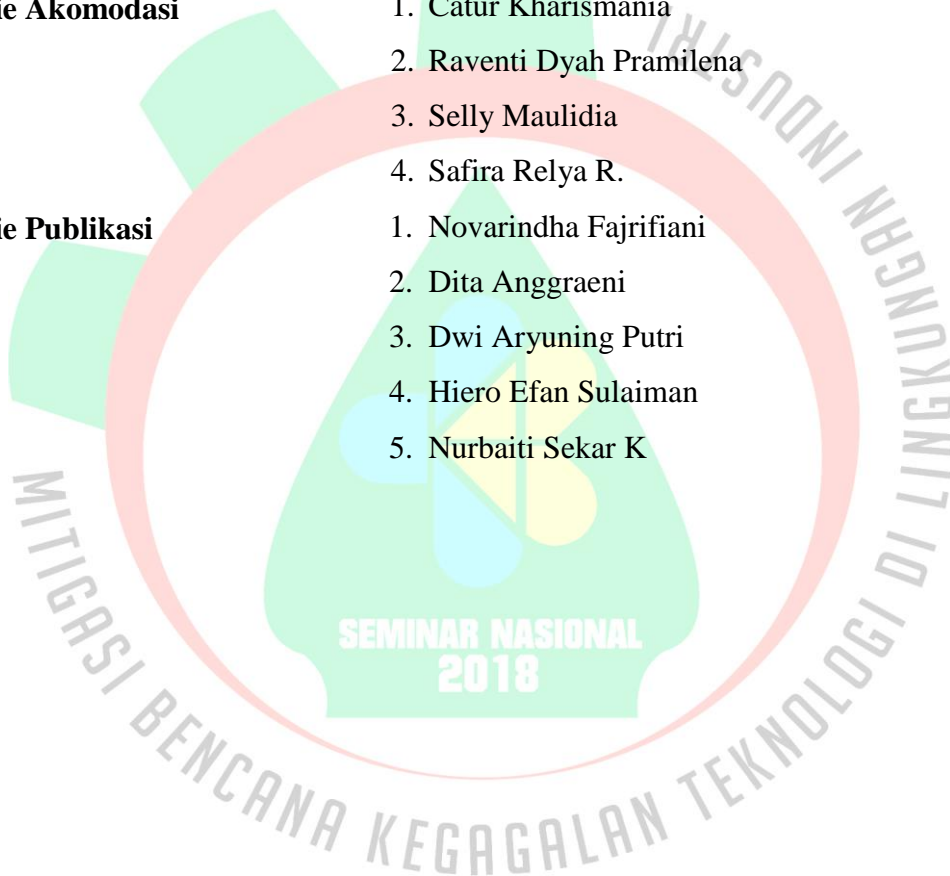 ie Akomodasi
1. Catur Kharismania
2. Raventi Dyah Pramilena
3. Selly Maulidia
4. Safira Relya R.
ie Publikasi
1. Novarindha Fajrifiani
2. Dita Anggraeni
3. Dwi Aryuning Putri
4. Hiero Efan Sulaiman
5. Nurbaiti Sekar K
SEMINAR NASIONAL
2018
MITIGASI BENCANA KEGAGALAN TEKNOLOGI DI LINGKUNGAN INDUSTRI